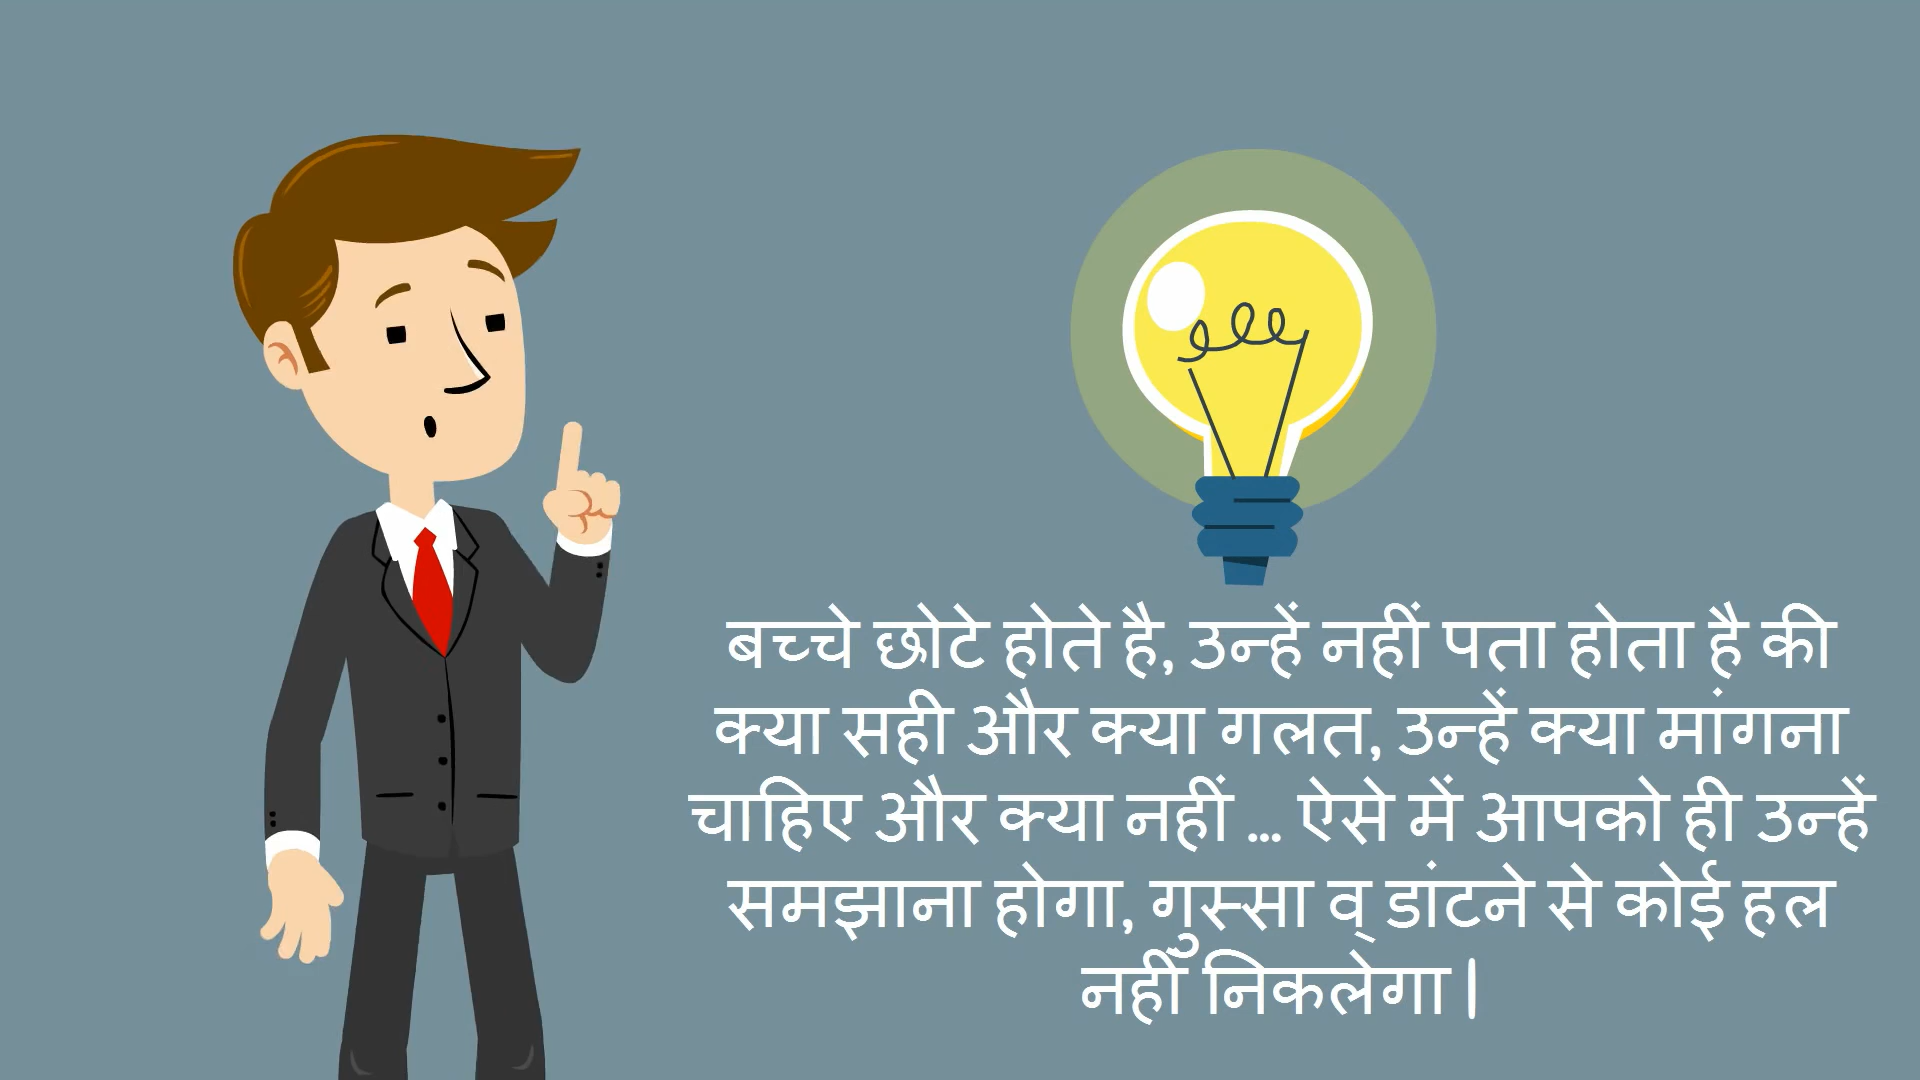 बच्चे छोटे होते है, उन्हें नहीं पता होता है की
क्या सही और क्या गलत, उन्हें क्या मांगना
चाहिए और क्या नहीं ... ऐसे में आपको ही उन्हें
समझाना होगा, गुस्सा व् डांटने से कोई हल
नहीं निकलेगा |